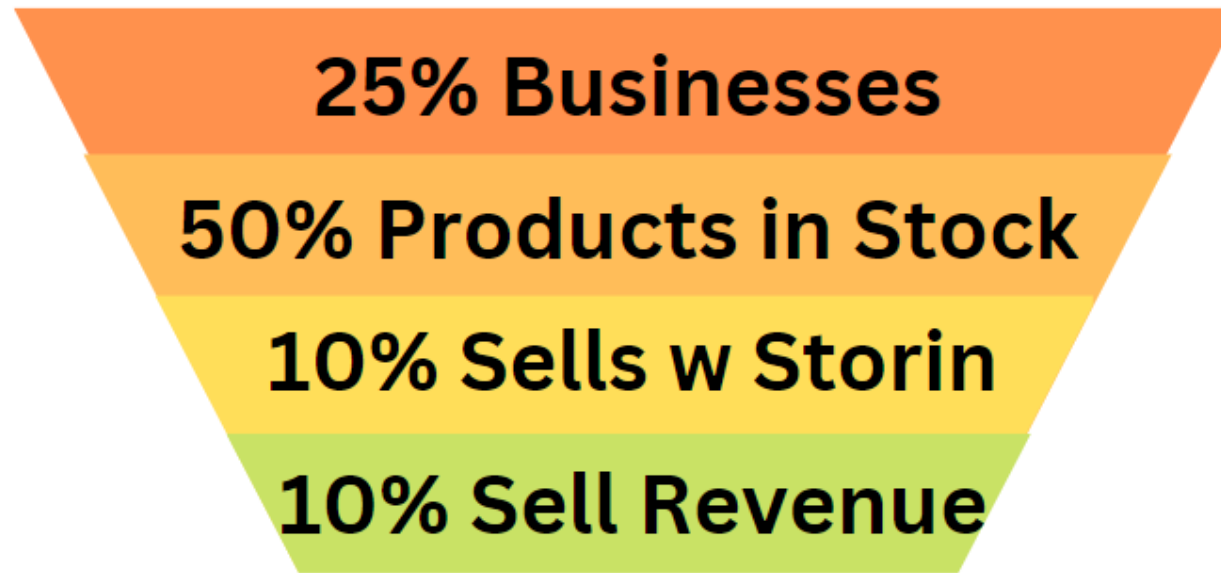 25% Businesses
50% Products in Stock
10% Sells w Storin
10% Sell Revenue